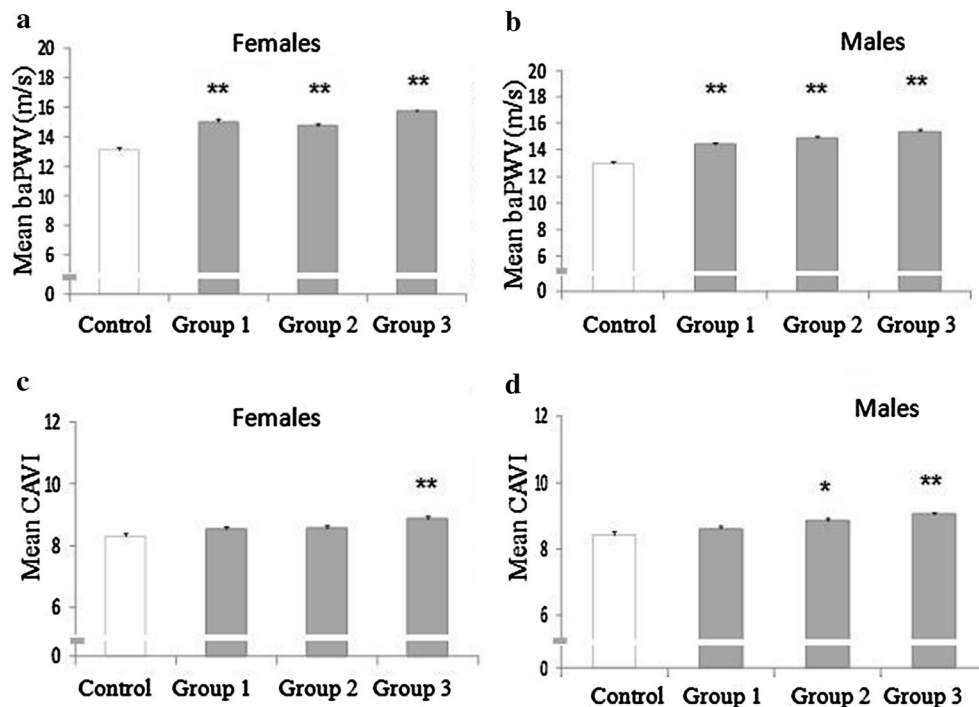 a
Females
Mean baPWV(m/s)
20
18
16
14
12
10
8
6
0
** ** **
Control Group 1 Group 2 Group 3
b
Males
Mean baPWV(m/s)
20
18
16
14
12
10
8
6
0
** ** **
Control Group 1 Group 2 Group 3
c
Females
Mean CAVI
12
10
8
6
0
**
Control Group 1 Group 2 Group 3
d
Males
Mean CAVI
12
10
8
6
0
* **
Control Group 1 Group 2 Group 3